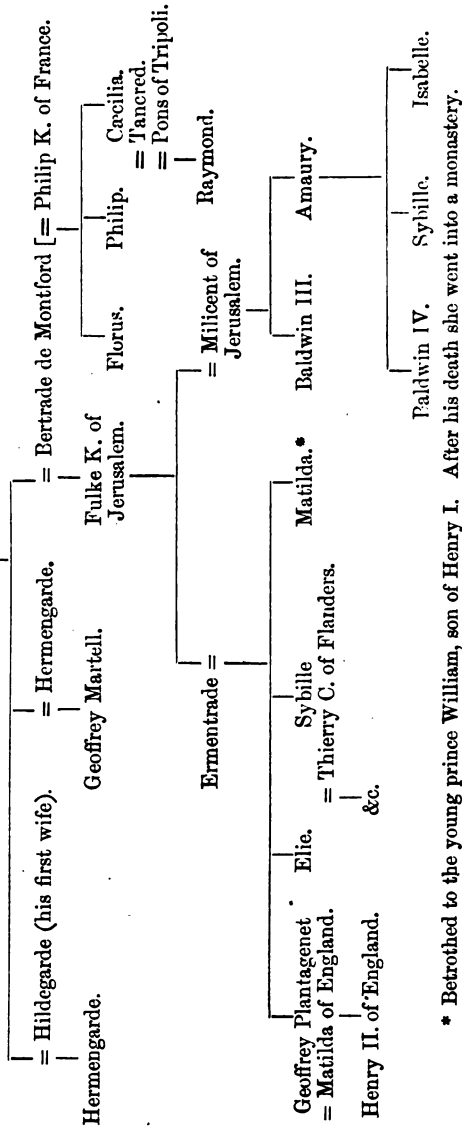 = Hildegarde (his first wife).
= Hermengarde.
= Bertrade de Montford [= Philip K. of France.
Hermengarde.
Geoffrey Martell.
Fulke K. of
Jerusalem.
Florus.
Philip.
Cæcilia.
= Tancred.
= Pons of Tripoli.
Raymond.
Ermentrade =
= Milicent of
Jerusalem.
Geoffrey Plantagenet
= Matilda of England.
Henry II. of England.
Elie.
Sybille
= Thierry C. of Flanders.
&c.
Matilda.*
Baldwin III.
Amaury.
Baldwin IV.
Sybille.
Isabelle.
* Betrothed to the young prince William, son of Henry I. After his death she went into a monastery.